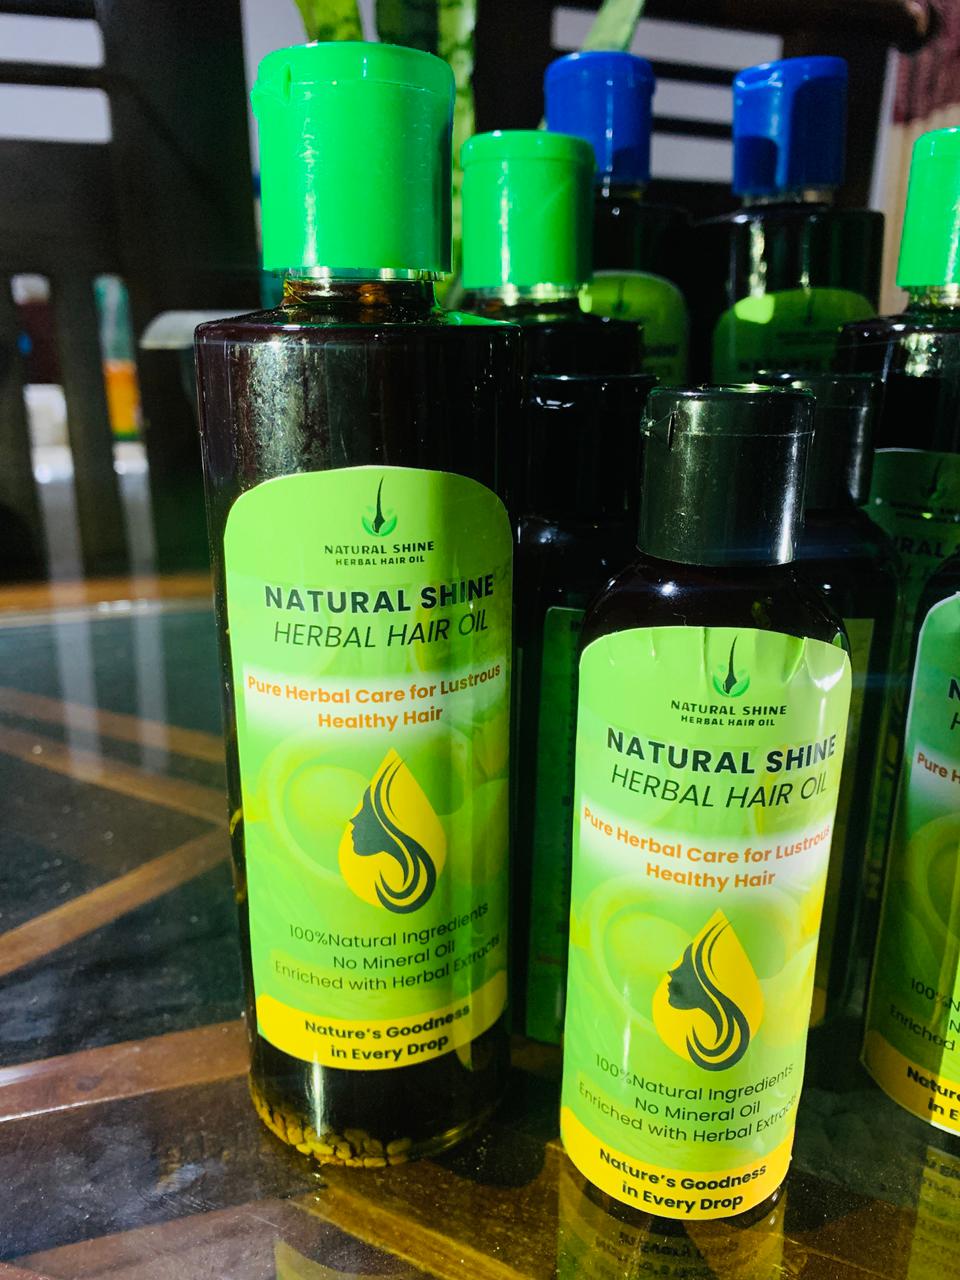 NATURAL SHINE
HERBAL HAIR OIL
NATURAL SHINE
HERBAL HAIR OIL
Pure Herbal Care for Lustrous
Healthy Hair
100%Natural Ingredients
No Mineral Oil
Enriched with Herbal Extracts
Nature's Goodness
in Every Drop
NATURAL SHINE
HERBAL HAIR OIL
NATURAL SHINE
HERBAL HAIR OIL
Pure Herbal Care for Lustrous
Healthy Hair
100%Natural Ingredients
No Mineral Oil
Enriched with Herbal Extracts
Nature's Goodness
in Every Drop
Pure
Enriched